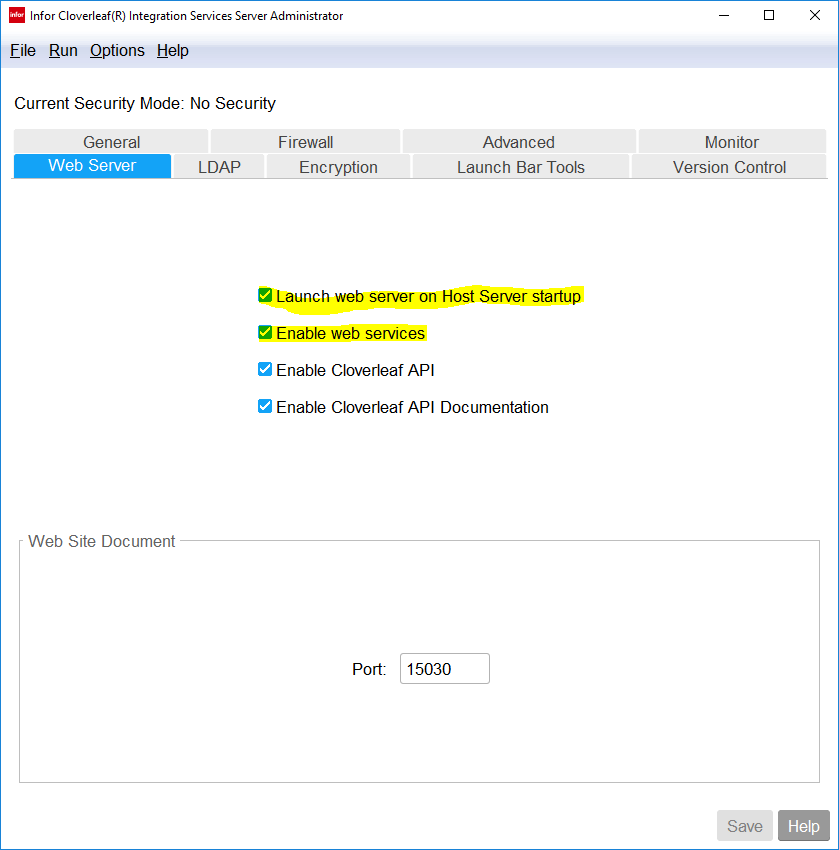 infor Infor Cloverleaf(R) Integration Services Server Administrator
File Run Options Help
Current Security Mode: No Security
General Firewall Advanced Monitor
Web Server LDAP Encryption Launch Bar Tools Version Control
Launch web server on Host Server startup
Enable web services
Enable Cloverleaf API
Enable Cloverleaf API Documentation
Web Site Document
Port: 15030
Save Help